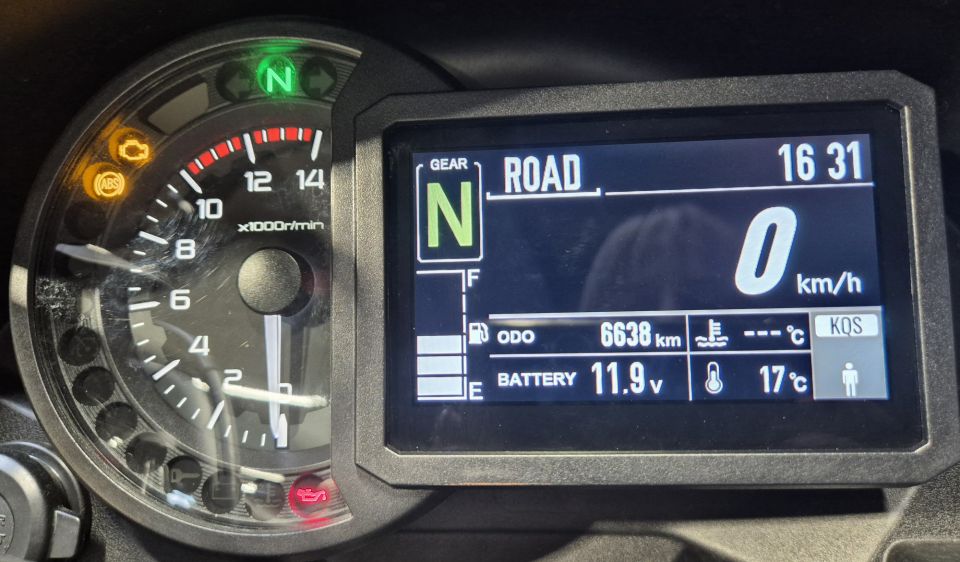 N
ABS
12 14
10
x1000r/min
8
6
4
2
0
GEAR
N
ROAD
16 31
0 km/h
F
E
ODO 6638 km
--- °C
KQS
BATTERY 11.9 V
17 °C